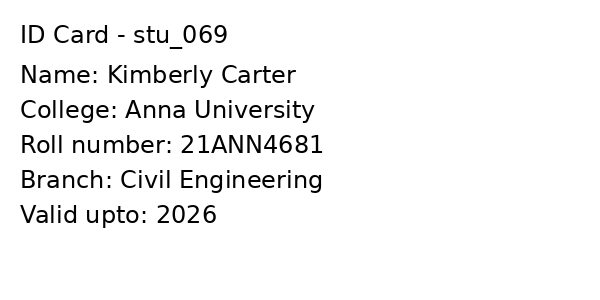 ID Card - stu_069
Name: Kimberly Carter
College: Anna University
Roll number: 21ANN4681
Branch: Civil Engineering
Valid upto: 2026